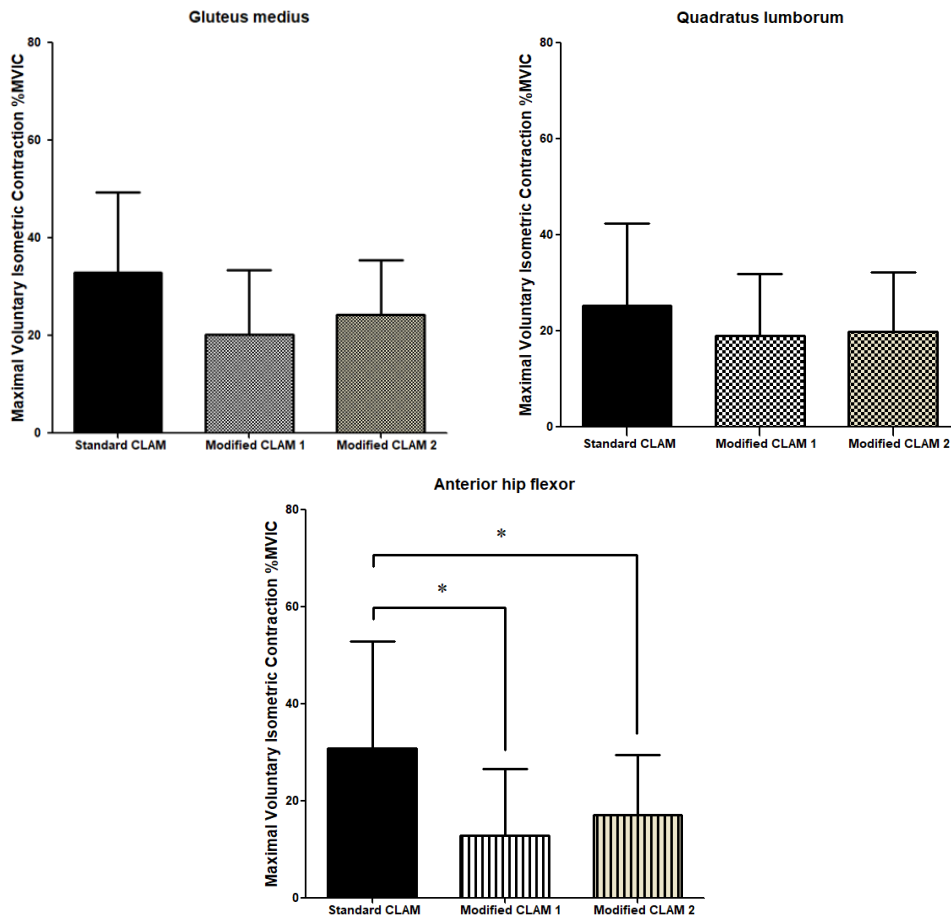 Gluteus medius
Maximal Voluntary Isometric Contraction %MVIC
80
60
40
20
0
Standard CLAM
Modified CLAM 1
Modified CLAM 2
Quadratus lumborum
Maximal Voluntary Isometric Contraction %MVIC
80
60
40
20
0
Standard CLAM
Modified CLAM 1
Modified CLAM 2
Anterior hip flexor
Maximal Voluntary Isometric Contraction %MVIC
80
60
40
20
0
*
*
Standard CLAM
Modified CLAM 1
Modified CLAM 2